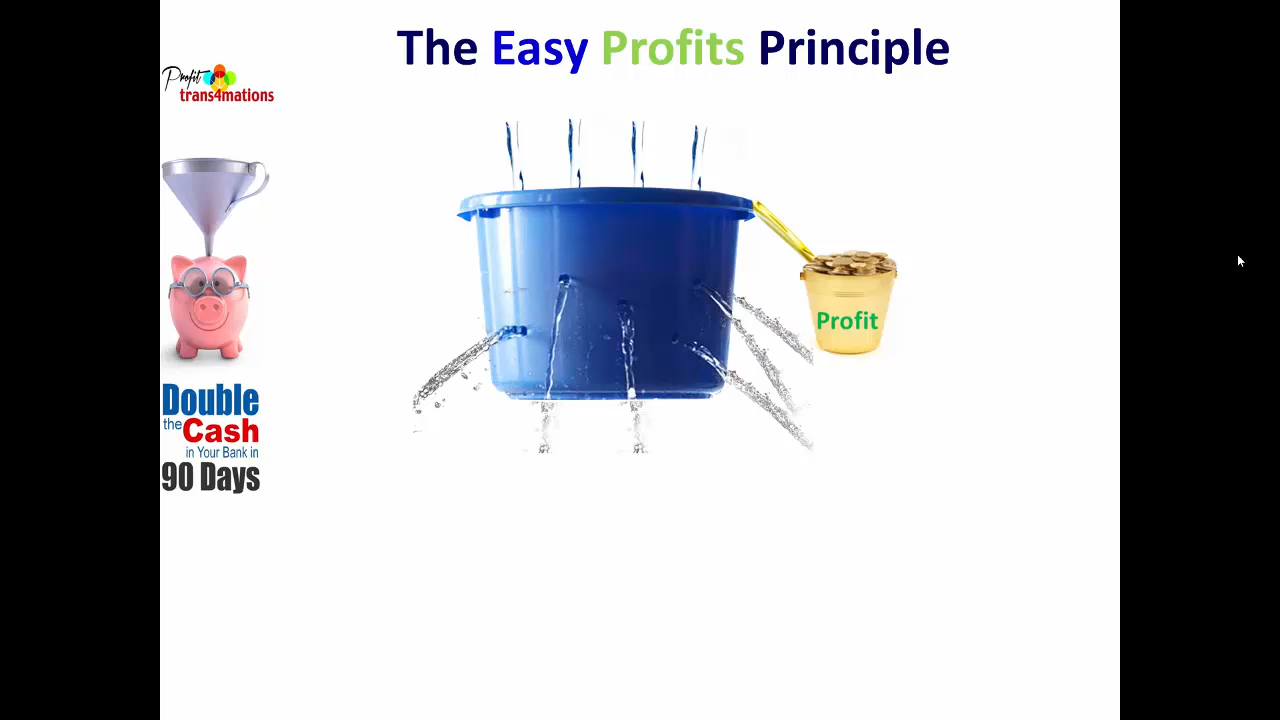 The Easy Profits Principle
Profit
trans4mations
Profit
Double
the Cash
in Your Bank in
90 Days